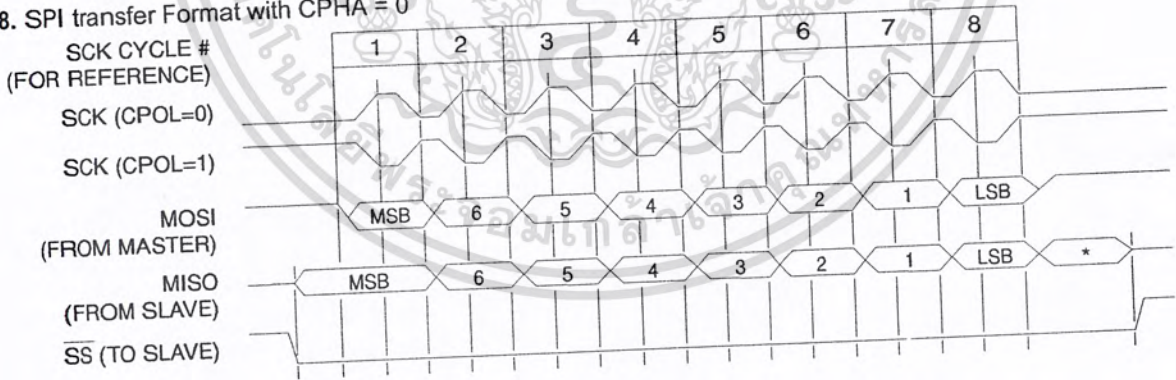 8. SPI transfer Format with CPHA = 0
SCK CYCLE #
(FOR REFERENCE)
1 2 3 4 5 6 7 8
SCK (CPOL=0)
SCK (CPOL=1)
MOSI
(FROM MASTER)
MSB 6 5 4 3 2 1 LSB
MISO
(FROM SLAVE)
MSB 6 5 4 3 2 1 LSB *
SS (TO SLAVE)